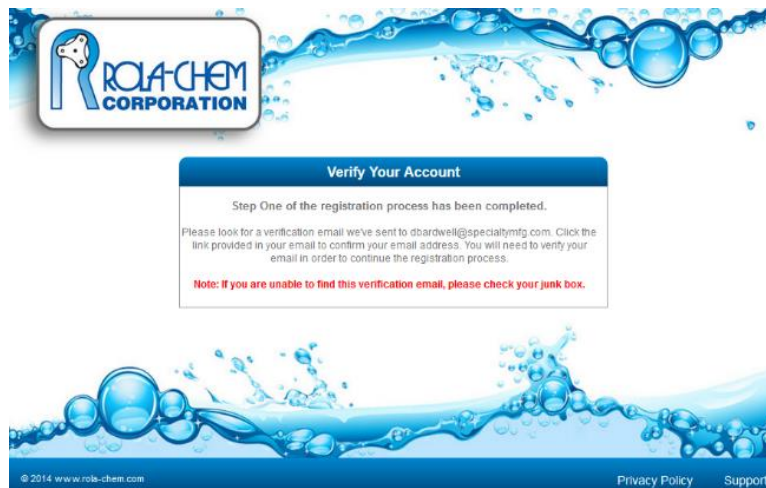 ROLA-CHEM
CORPORATION
Verify Your Account
Step One of the registration process has been completed.
Please look for a verification email we've sent to dbardwell@specialtymfg.com. Click the
link provided in your email to confirm your email address. You will need to verify your
email in order to continue the registration process.
Note: If you are unable to find this verification email, please check your junk box.
© 2014 www.rola-chem.com
Privacy Policy
Support